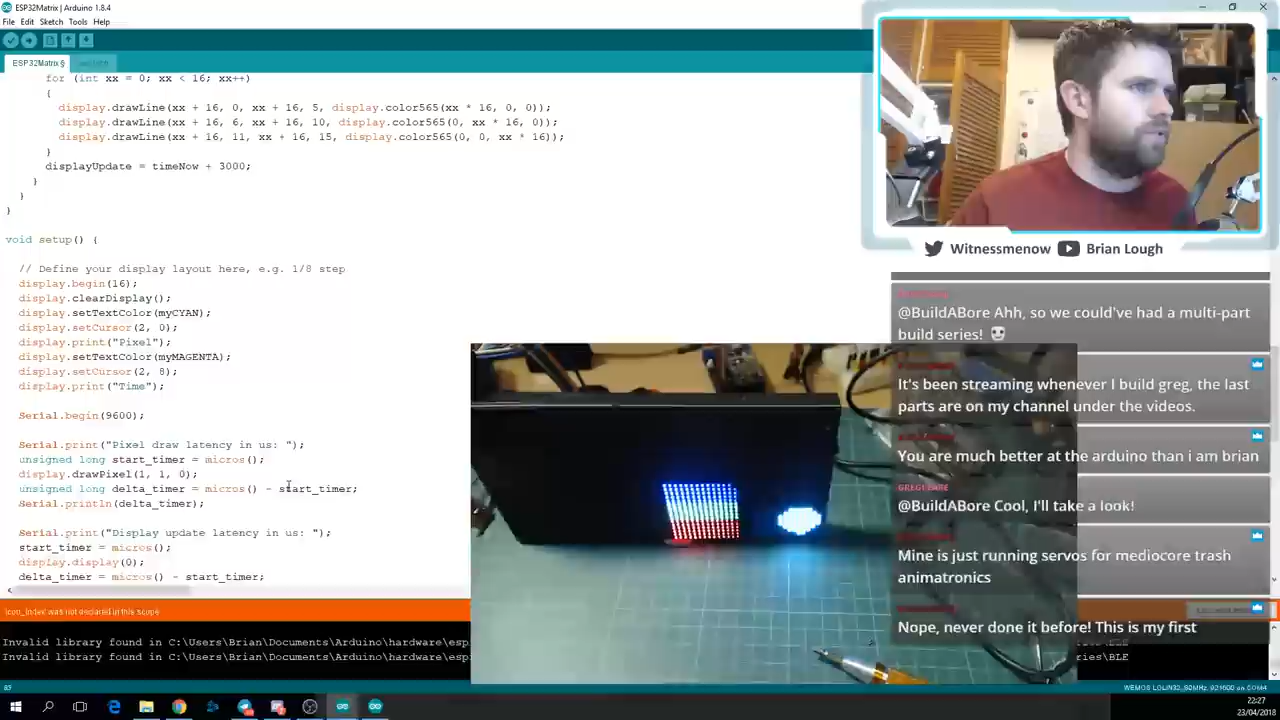 ESP32Matrix | Arduino 1.8.4
File Edit Sketch Tools Help
ESP32Matrix §
for (int xx = 0; xx < 16; xx++)
{
display.drawLine(xx + 16, 0, xx + 16, 5, display.color565(xx * 16, 0, 0));
display.drawLine(xx + 16, 6, xx + 16, 10, display.color565(0, xx * 16, 0));
display.drawLine(xx + 16, 11, xx + 16, 15, display.color565(0, 0, xx * 16));
}
displayUpdate = timeNow + 3000;
}
}
}
void setup() {
// Define your display layout here, e.g. 1/8 step
display.begin(16);
display.clearDisplay();
display.setTextColor(myCYAN);
display.setCursor(2, 0);
display.print("Pixel");
display.setTextColor(myMAGENTA);
display.setCursor(2, 8);
display.print("Time");
Serial.begin(9600);
Serial.print("Pixel draw latency in us: ");
unsigned long start_timer = micros();
display.drawPixel(1, 1, 0);
unsigned long delta_timer = micros() - start_timer;
Serial.println(delta_timer);
Serial.print("Display update latency in us: ");
start_timer = micros();
display.display(0);
delta_timer = micros() - start_timer;
'icon_index' was not declared in this scope
Invalid library found in C:\Users\Brian\Documents\Arduino\hardware\esp
Invalid library found in C:\Users\Brian\Documents\Arduino\hardware\esp
ries\BLE
ries\BLE
Witnessmenow Brian Lough
@BuildABore Ahh, so we could've had a multi-part
build series!
It's been streaming whenever I build greg, the last
parts are on my channel under the videos.
You are much better at the arduino than i am brian
@BuildABore Cool, I'll take a look!
Mine is just running servos for mediocore trash
animatronics
Nope, never done it before! This is my first
22:27
23/04/2018